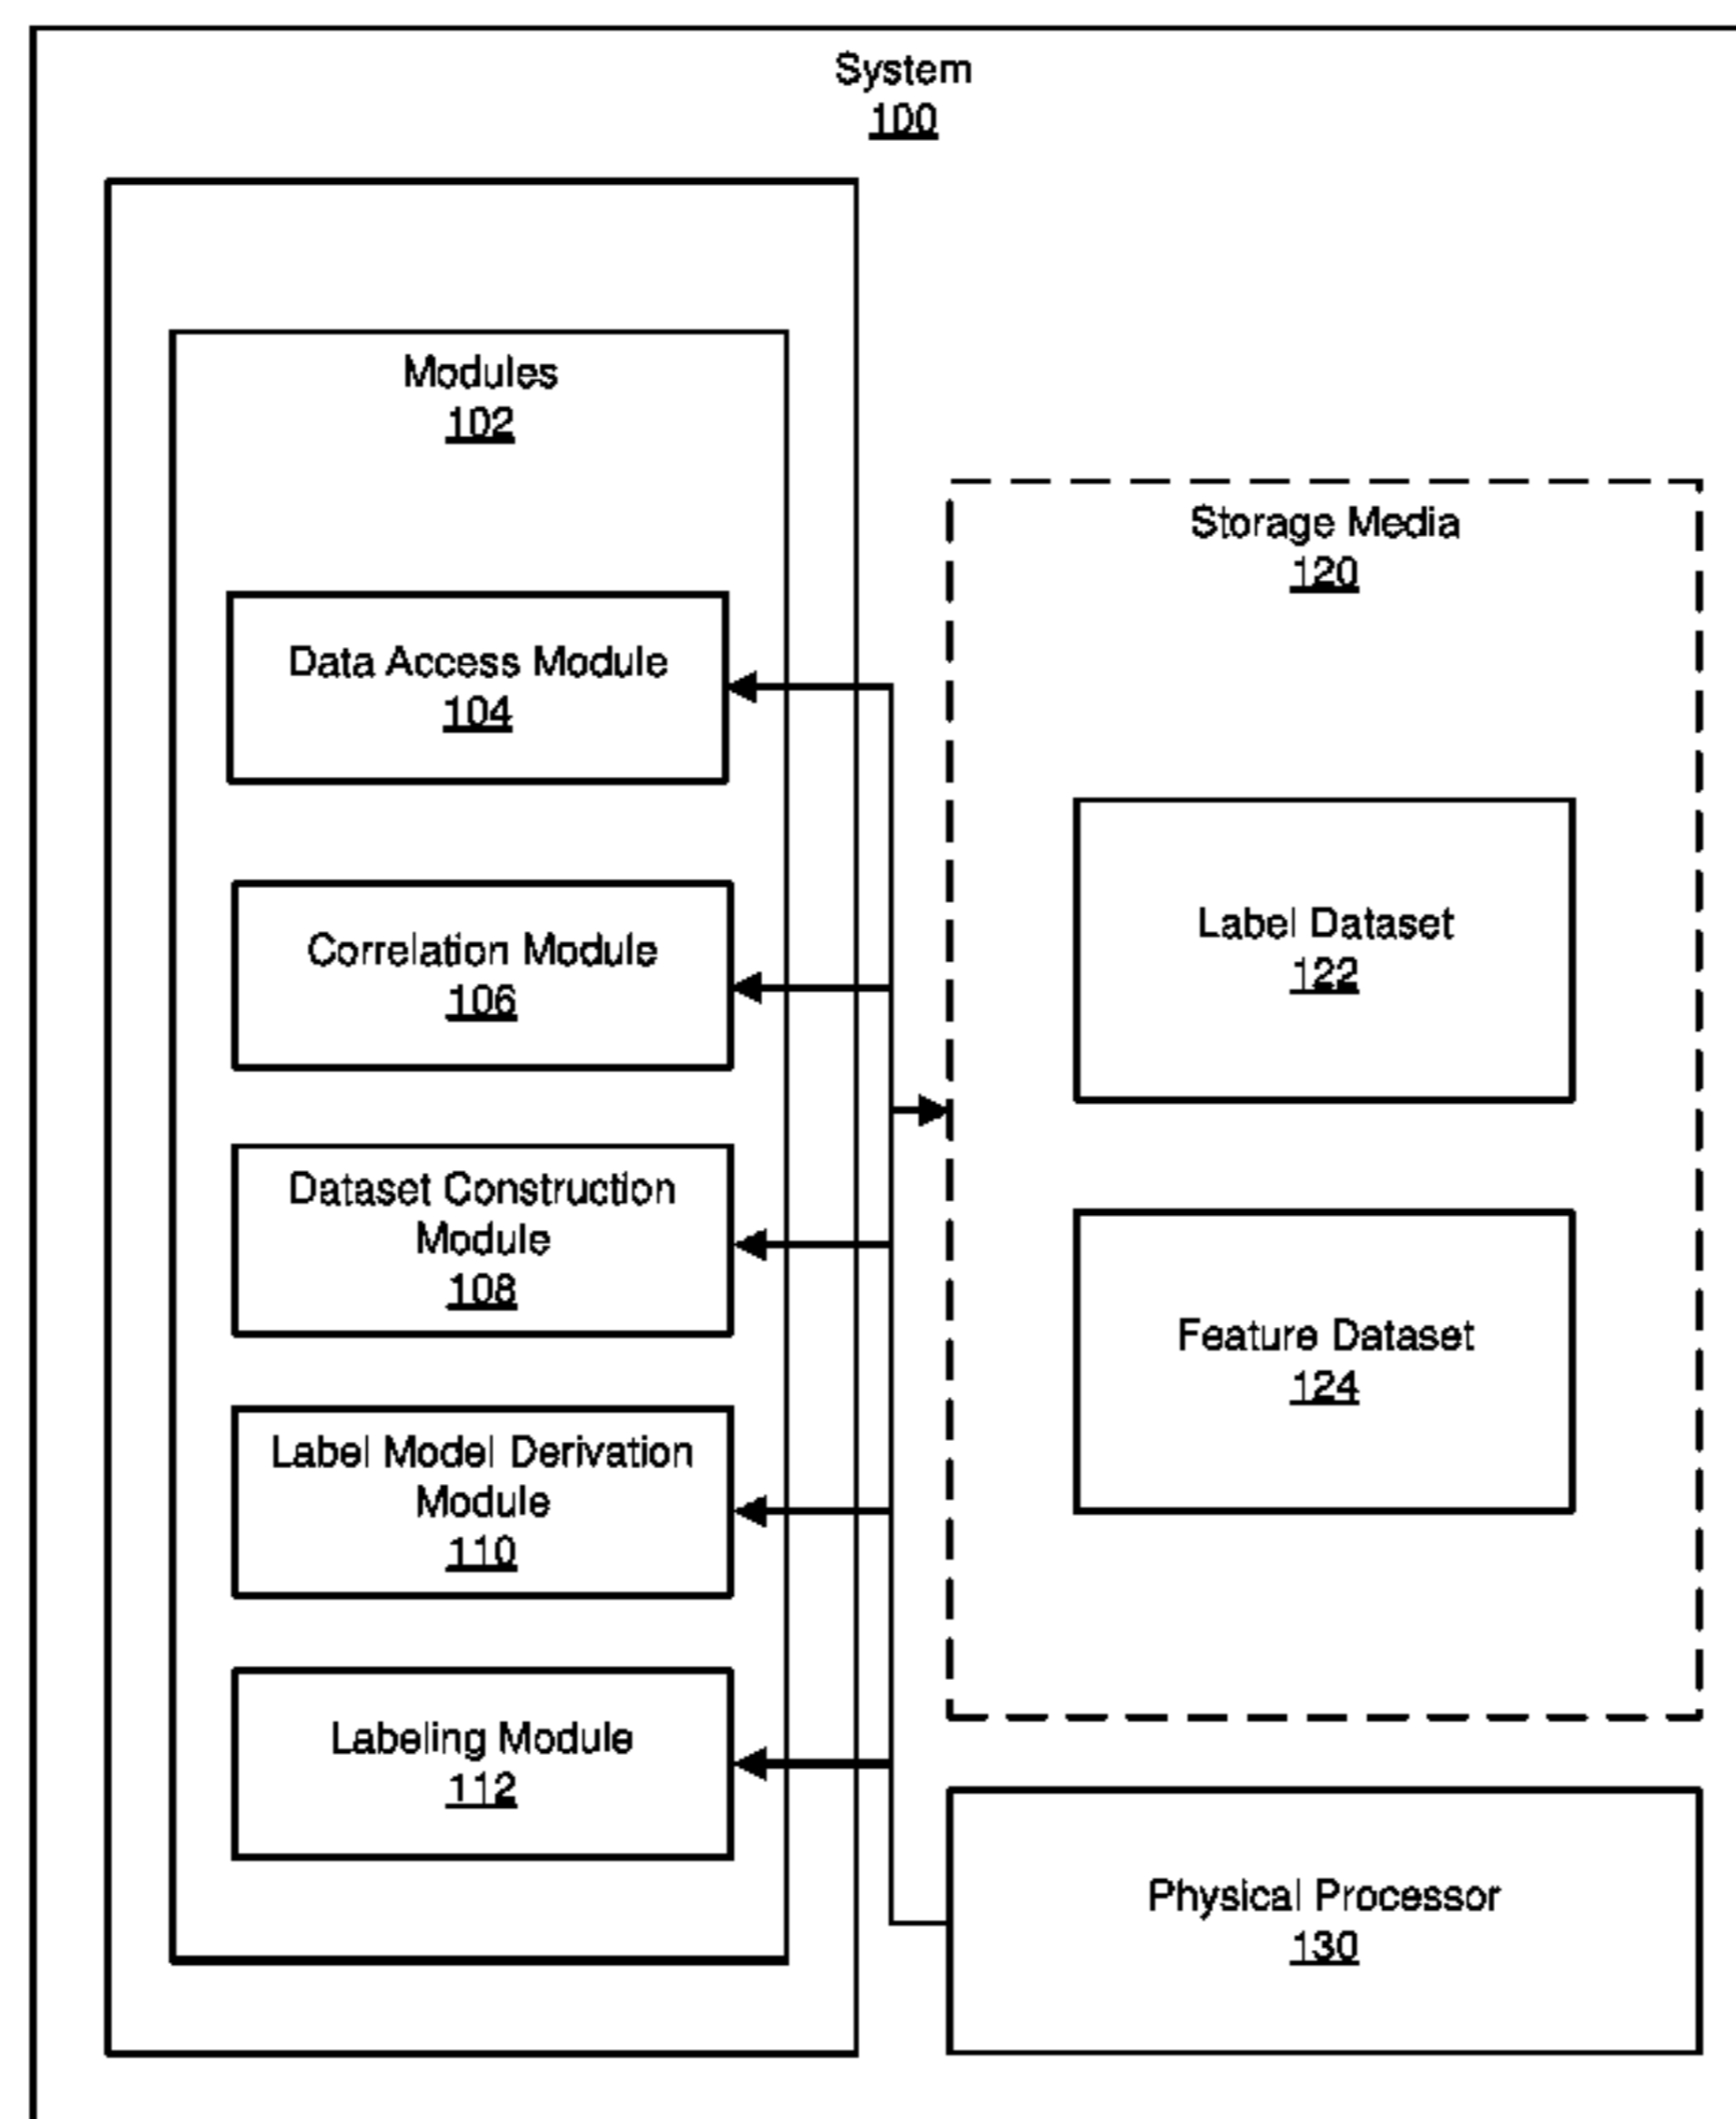 System
100
Modules
102
Data Access Module
104
Correlation Module
106
Dataset Construction
Module
108
Label Model Derivation
Module
110
Labeling Module
112
Storage Media
120
Label Dataset
122
Feature Dataset
124
Physical Processor
130